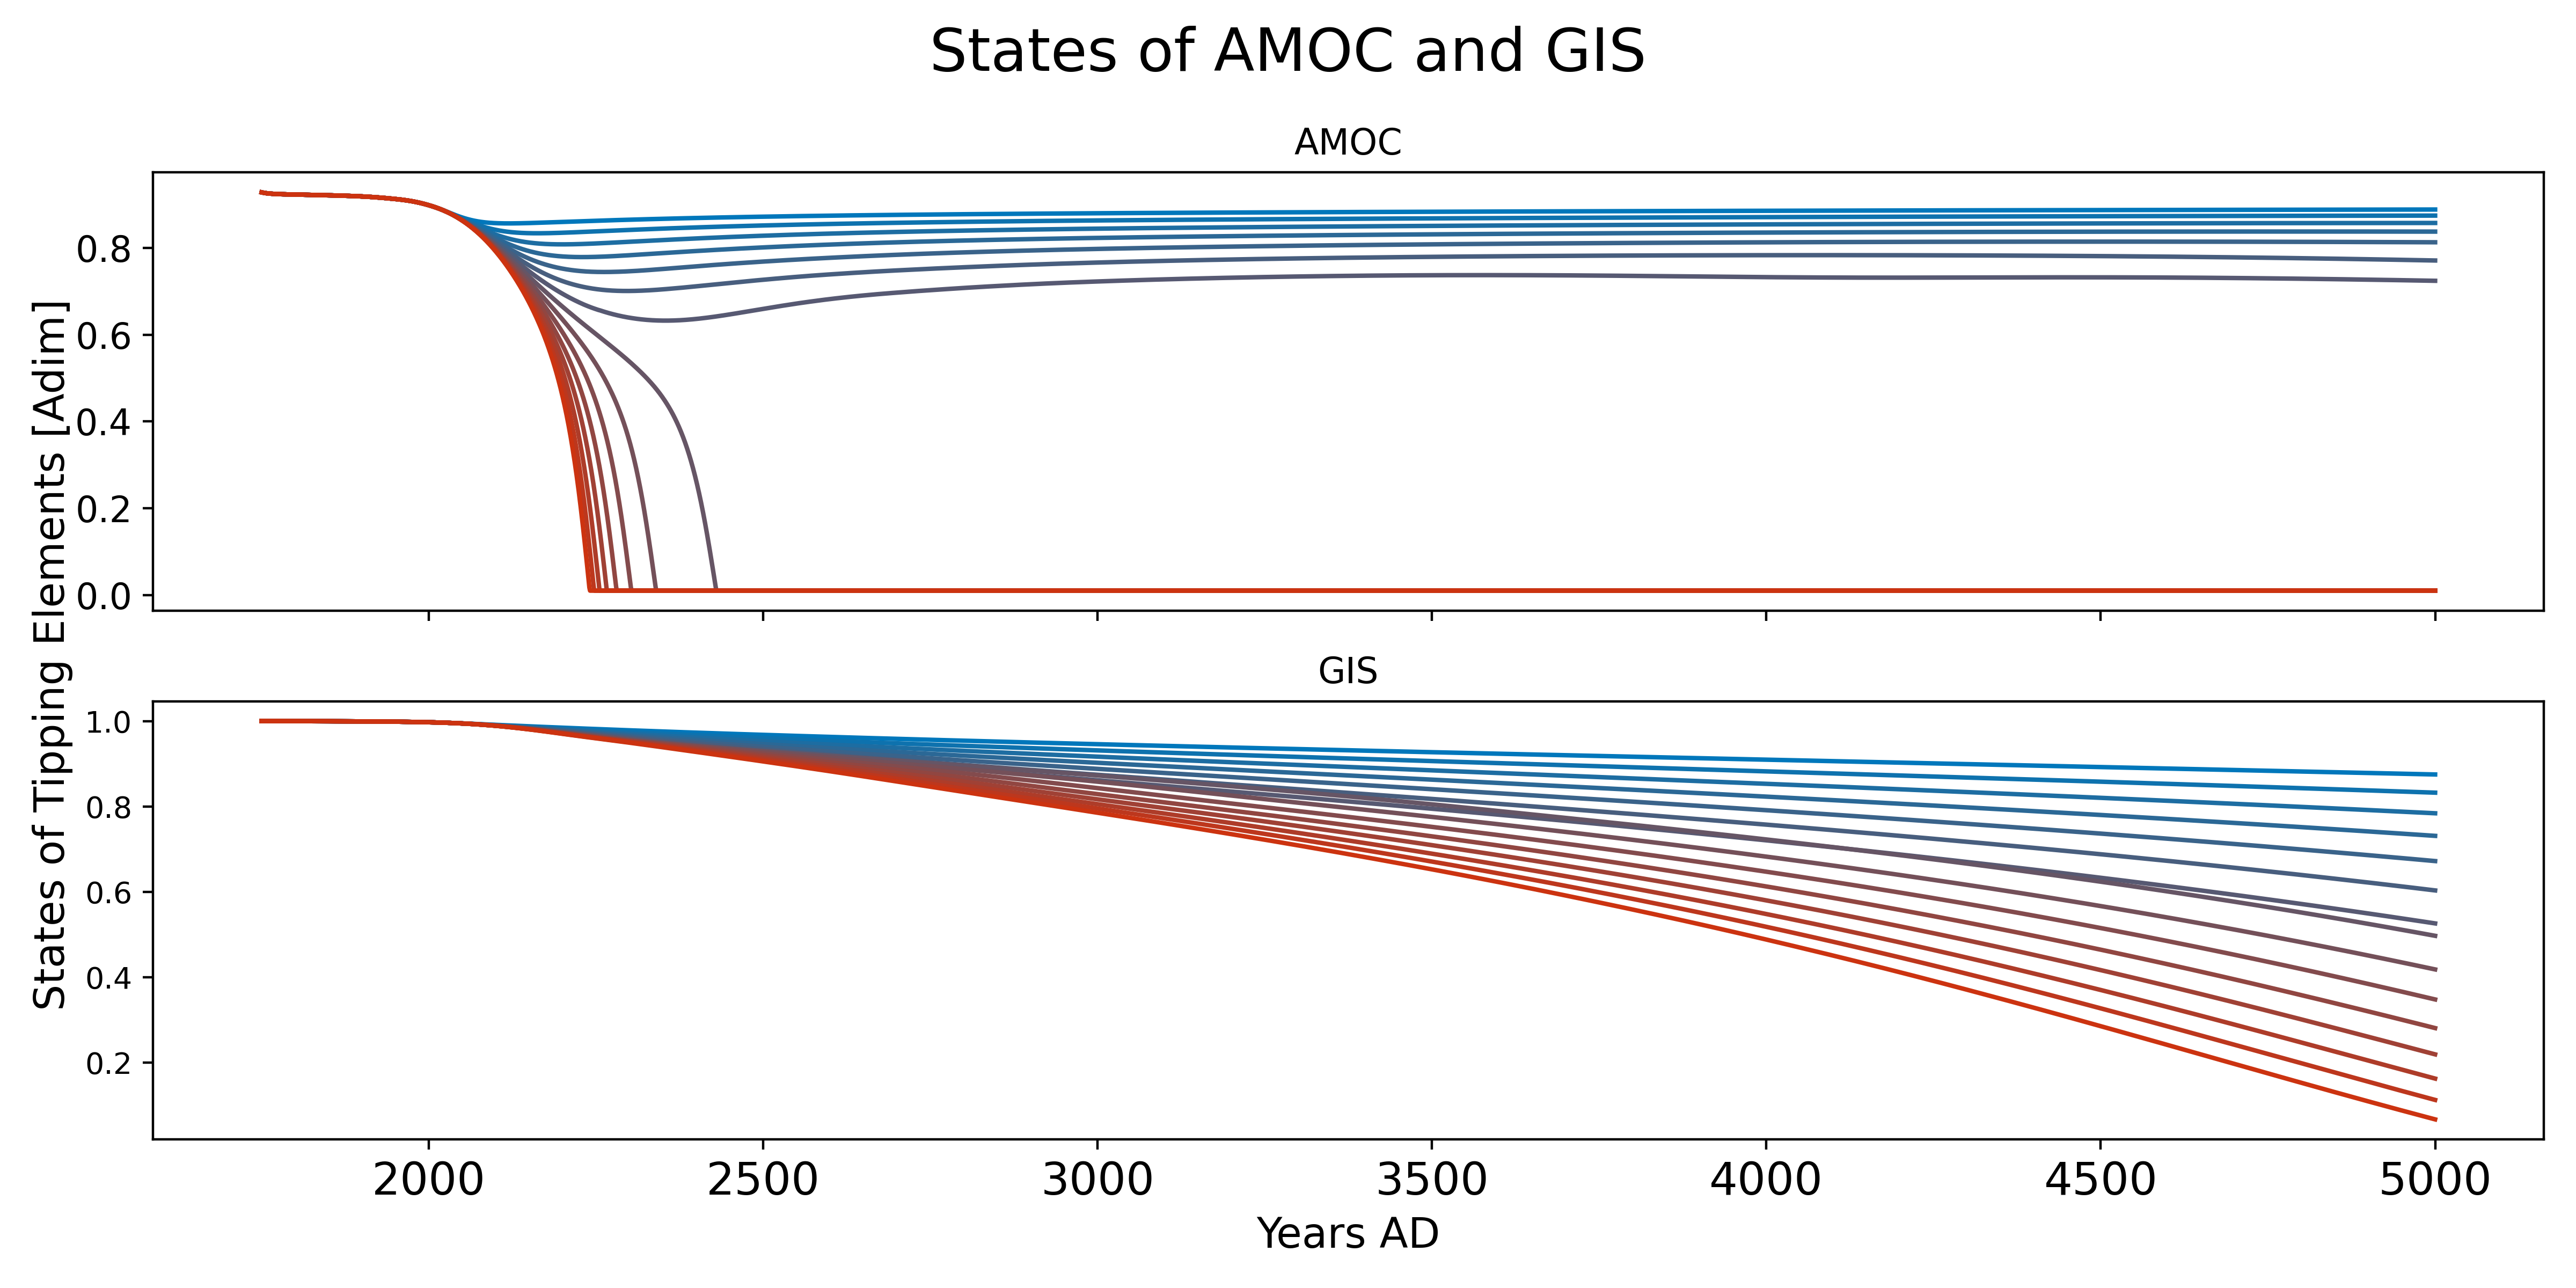 States of AMOC and GIS
AMOC
States of Tipping Elements [Adim]
0.8
0.6
0.4
0.2
0.0
GIS
1.0
0.8
0.6
0.4
0.2
2000 2500 3000 3500 4000 4500 5000
Years AD